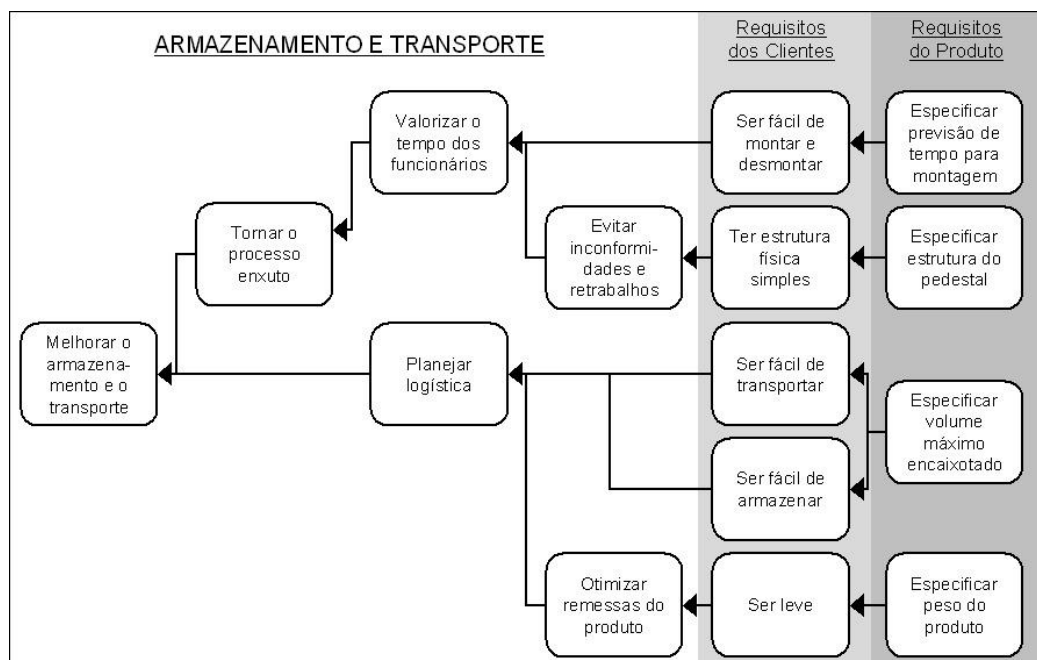 ARMAZENAMENTO E TRANSPORTE
Requisitos
dos Clientes
Requisitos
do Produto
Valorizar o
tempo dos
funcionários
Ser fácil de
montar e
desmontar
Especificar
previsão de
tempo para
montagem
Tornar o
processo
enxuto
Evitar
inconformi-
dades e
retrabalhos
Ter estrutura
física
simples
Especificar
estrutura do
pedestal
Melhorar o
armazena-
mento e o
transporte
Planejar
logística
Ser fácil de
transportar
Especificar
volume
máximo
encaixotado
Ser fácil de
armazenar
Otimizar
remessas do
produto
Ser leve
Especificar
peso do
produto